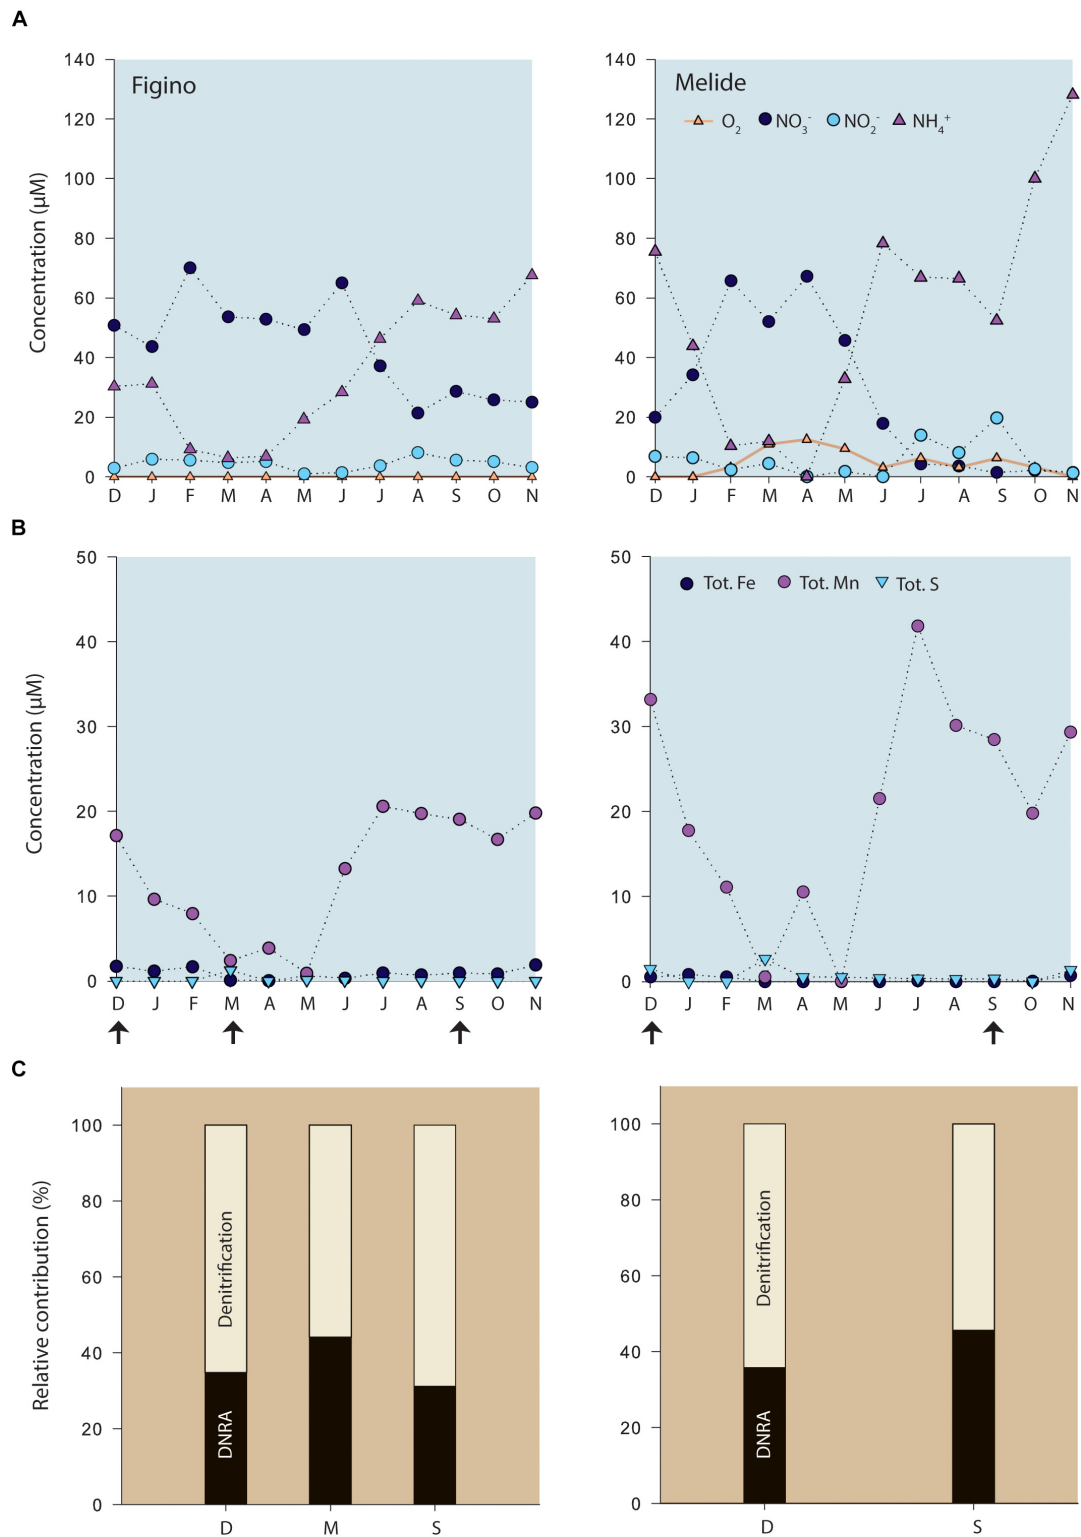 A
Figino
Concentration (µM)
140
120
100
80
60
40
20
0
D J F M A M J J A S O N
Melide
O2 NO3- NO2- NH4+
140
120
100
80
60
40
20
0
D J F M A M J J A S O N
B
Concentration (µM)
50
40
30
20
10
0
D J F M A M J J A S O N
Tot. Fe Tot. Mn Tot. S
50
40
30
20
10
0
D J F M A M J J A S O N
C
Relative contribution (%)
100
80
60
40
20
0
Denitrification
DNRA
D M S
100
80
60
40
20
0
Denitrification
DNRA
D S